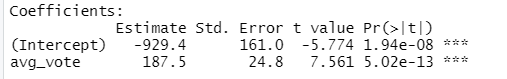 Coefficients:
Estimate Std. Error t value Pr(>|t|)
(Intercept) -929.4 161.0 -5.774 1.94e-08 ***
avg_vote 187.5 24.8 7.561 5.02e-13 ***